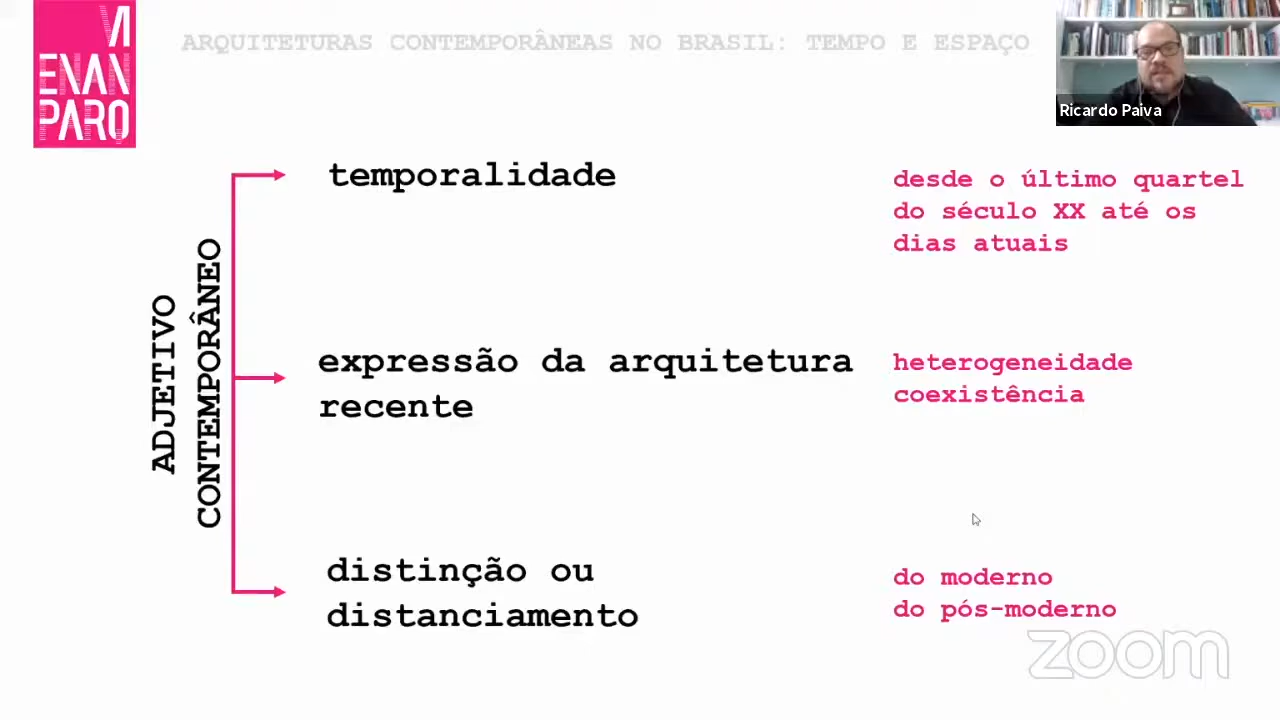 VI
ENAN
PARQ
ARQUITETURAS CONTEMPORÂNEAS NO BRASIL: TEMPO E ESPAÇO
Ricardo Paiva
ADJETIVO
CONTEMPORÂNEO
temporalidade
desde o último quartel
do século XX até os
dias atuais
expressão da arquitetura
recente
heterogeneidade
coexistência
distinção ou
distanciamento
do moderno
do pós-moderno
zoom